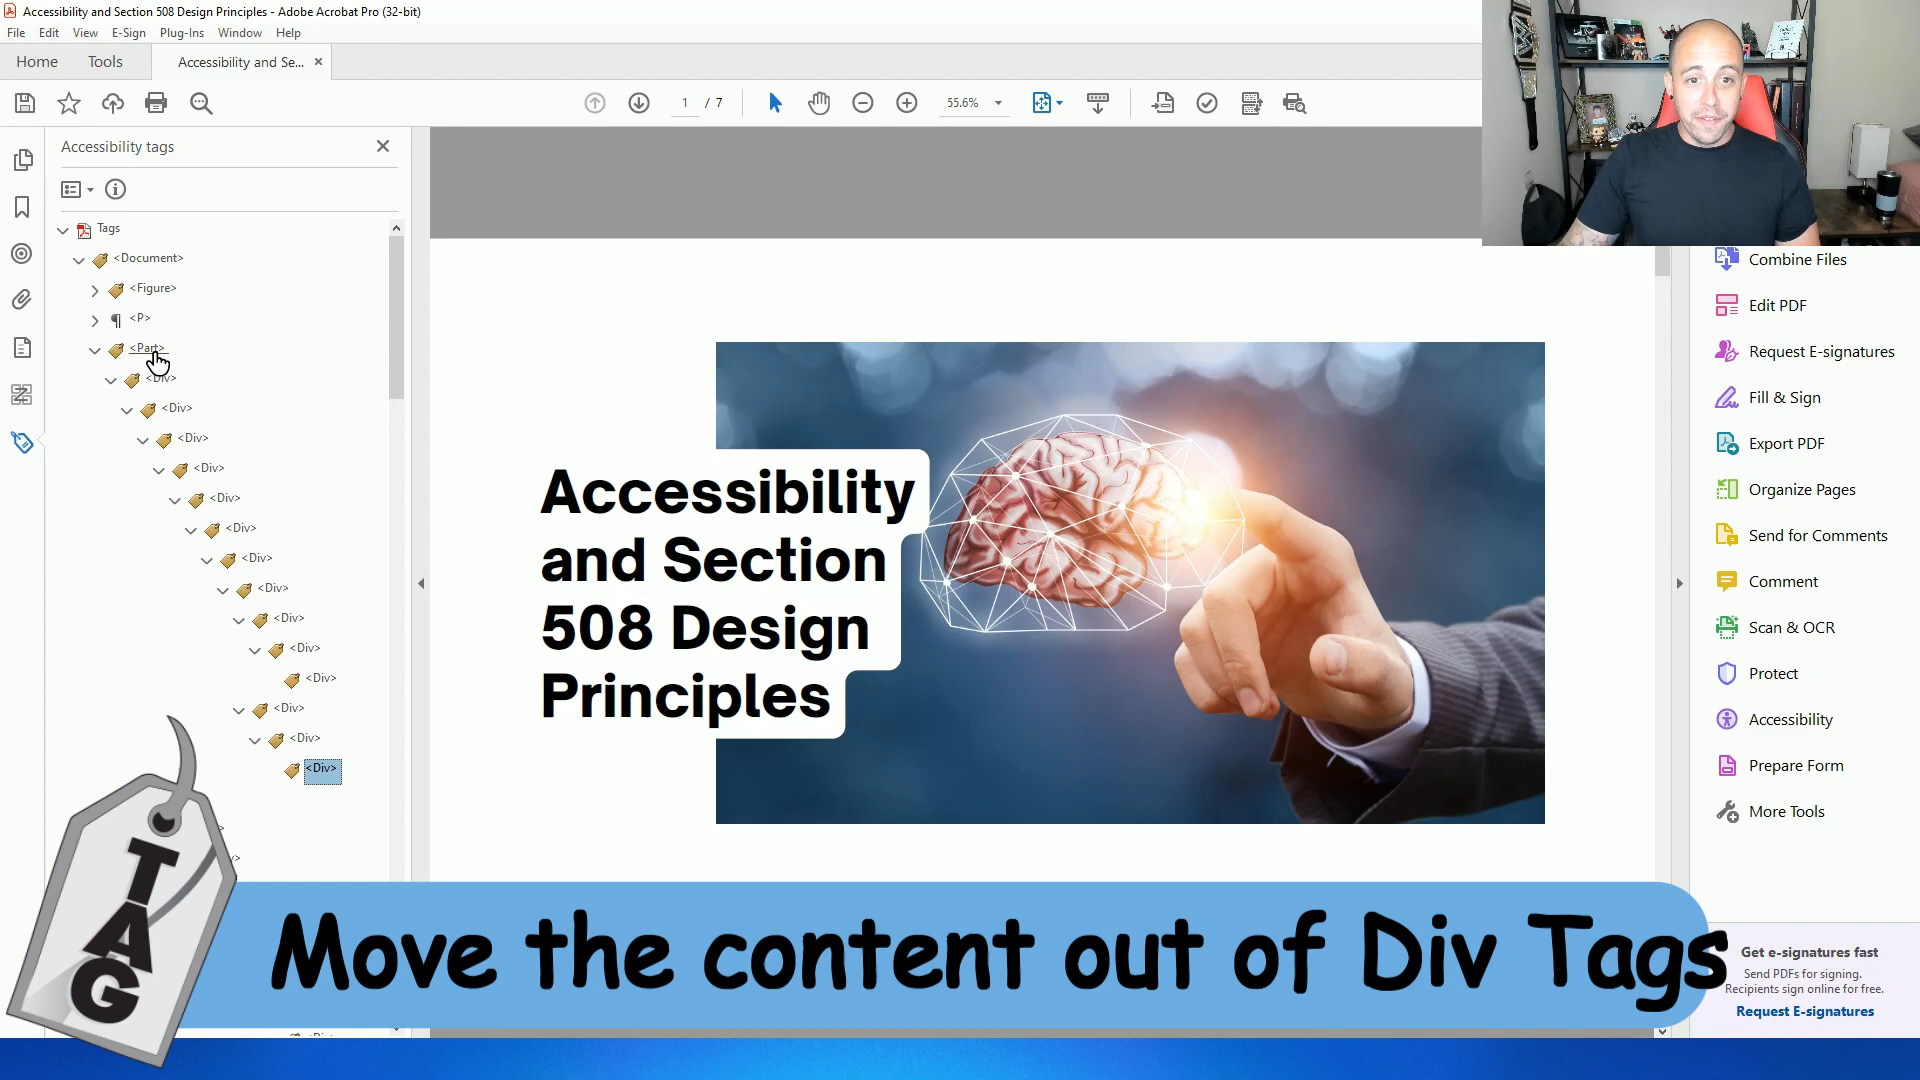 Accessibility and Section 508 Design Principles - Adobe Acrobat Pro (32-bit)
File Edit View E-Sign Plug-Ins Window Help
Home Tools Accessibility and Se... ×
1 / 7 55.6%
Accessibility tags
Tags
<Document>
<Figure>
<P>
<Part>
<Div>
<Div>
<Div>
<Div>
<Div>
<Div>
<Div>
<Div>
<Div>
<Div>
<Div>
<Div>
<Div>
<Div>
Accessibility
and Section
508 Design
Principles
Combine Files
Edit PDF
Request E-signatures
Fill & Sign
Export PDF
Organize Pages
Send for Comments
Comment
Scan & OCR
Protect
Accessibility
Prepare Form
More Tools
Get e-signatures fast
Send PDFs for signing.
Recipients sign online for free.
Request E-signatures
TAG
Move the content out of Div Tags